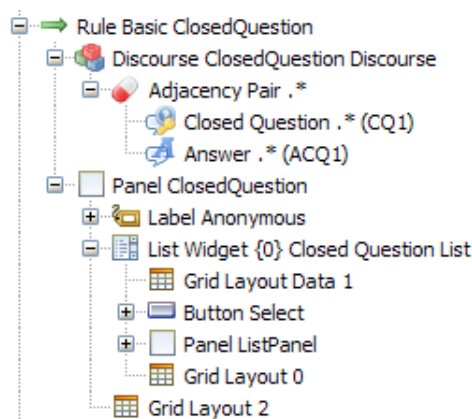 Rule Basic ClosedQuestion
Discourse ClosedQuestion Discourse
Adjacency Pair .*
Closed Question .* (CQ1)
Answer .* (ACQ1)
Panel ClosedQuestion
Label Anonymous
List Widget {0} Closed Question List
Grid Layout Data 1
Button Select
Panel ListPanel
Grid Layout 0
Grid Layout 2